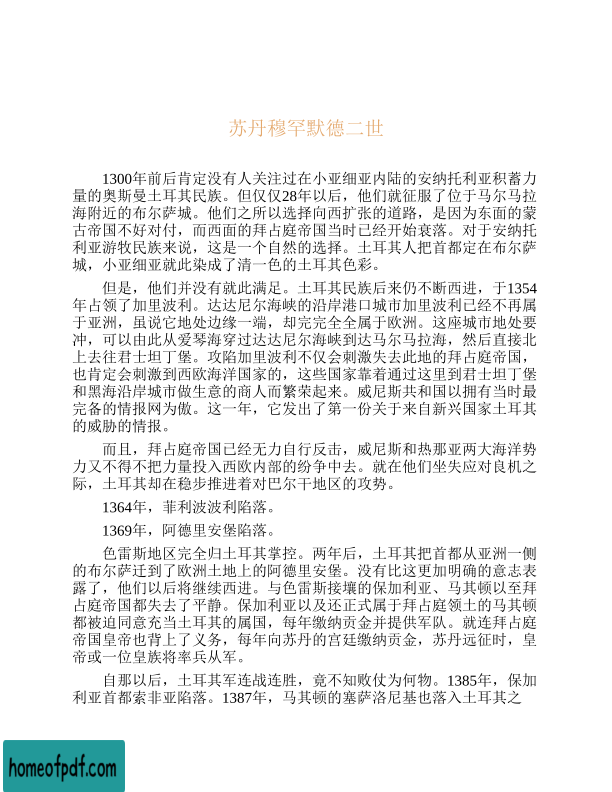 苏丹穆罕默德二世
1300年前后肯定没有人关注过在小亚细亚内陆的安纳托利亚积蓄力
量的奥斯曼土耳其民族。但仅仅28年以后，他们就征服了位于马尔马拉
海附近的布尔萨城。他们之所以选择向西扩张的道路，是因为东面的蒙
古帝国不好对付，而西面的拜占庭帝国当时已经开始衰落。对于安纳托
利亚游牧民族来说，这是一个自然的选择。土耳其人把首都定在布尔萨
城，小亚细亚就此染成了清一色的土耳其色彩。
但是，他们并没有就此满足。土耳其民族后来仍不断西进，于1354
年占领了加里波利。达达尼尔海峡的沿岸港口城市加里波利已经不再属
于亚洲，虽说它地处边缘一端，却完完全全属于欧洲。这座城市地处要
冲，可以由此从爱琴海穿过达达尼尔海峡到达马尔马拉海，然后直接北
上去往君士坦丁堡。攻陷加里波利不仅会刺激失去此地的拜占庭帝国，
也肯定会刺激到西欧海洋国家的，这些国家靠着通过这里到君士坦丁堡
和黑海沿岸城市做生意的商人而繁荣起来。威尼斯共和国以拥有当时最
完备的情报网为傲。这一年，它发出了第一份关于来自新兴国家土耳其
的威胁的情报。
而且，拜占庭帝国已经无力自行反击，威尼斯和热那亚两大海洋势
力又不得不把力量投入西欧内部的纷争中去。就在他们坐失应对良机之
际，土耳其却在稳步推进着对巴尔干地区的攻势。
1364年，菲利波波利陷落。
1369年，阿德里安堡陷落。
色雷斯地区完全归土耳其掌控。两年后，土耳其把首都从亚洲一侧
的布尔萨迁到了欧洲土地上的阿德里安堡。没有比这更加明确的意志表
露了，他们以后将继续西进。与色雷斯接壤的保加利亚、马其顿以至拜
占庭帝国都失去了平静。保加利亚以及还正式属于拜占庭领土的马其顿
都被迫同意充当土耳其的属国，每年缴纳贡金并提供军队。就连拜占庭
帝国皇帝也背上了义务，每年向苏丹的宫廷缴纳贡金，苏丹远征时，皇
帝或一位皇族将率兵从军。
自那以后，土耳其军连战连胜，竟不知败仗为何物。1385年，保加
利亚首都索非亚陷落。1387年，马其顿的塞萨洛尼基也落入土耳其之
homeofpdf.com